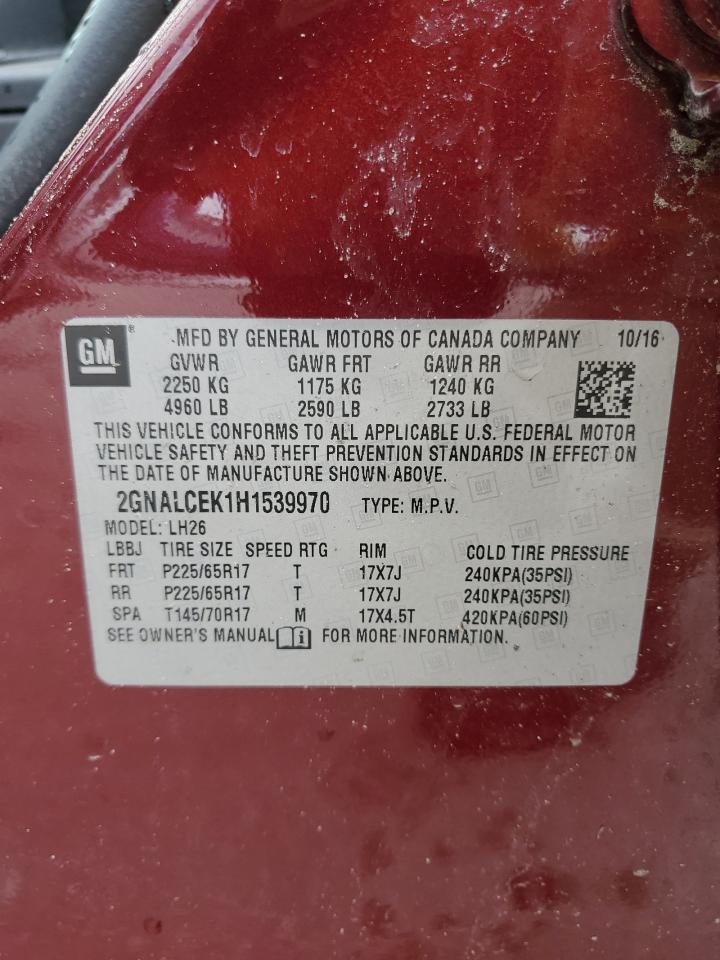 GM ® MFD BY GENERAL MOTORS OF CANADA COMPANY 10/16
GVWR GAWR FRT GAWR RR
2250 KG 1175 KG 1240 KG
4960 LB 2590 LB 2733 LB
THIS VEHICLE CONFORMS TO ALL APPLICABLE U.S. FEDERAL MOTOR
VEHICLE SAFETY AND THEFT PREVENTION STANDARDS IN EFFECT ON
THE DATE OF MANUFACTURE SHOWN ABOVE.
2GNALCEK1H1539970 TYPE: M.P.V.
MODEL: LH26
LBBJ TIRE SIZE SPEED RTG RIM COLD TIRE PRESSURE
FRT P225/65R17 T 17X7J 240KPA(35PSI)
RR P225/65R17 T 17X7J 240KPA(35PSI)
SPA T145/70R17 M 17X4.5T 420KPA(60PSI)
SEE OWNER'S MANUAL i FOR MORE INFORMATION.